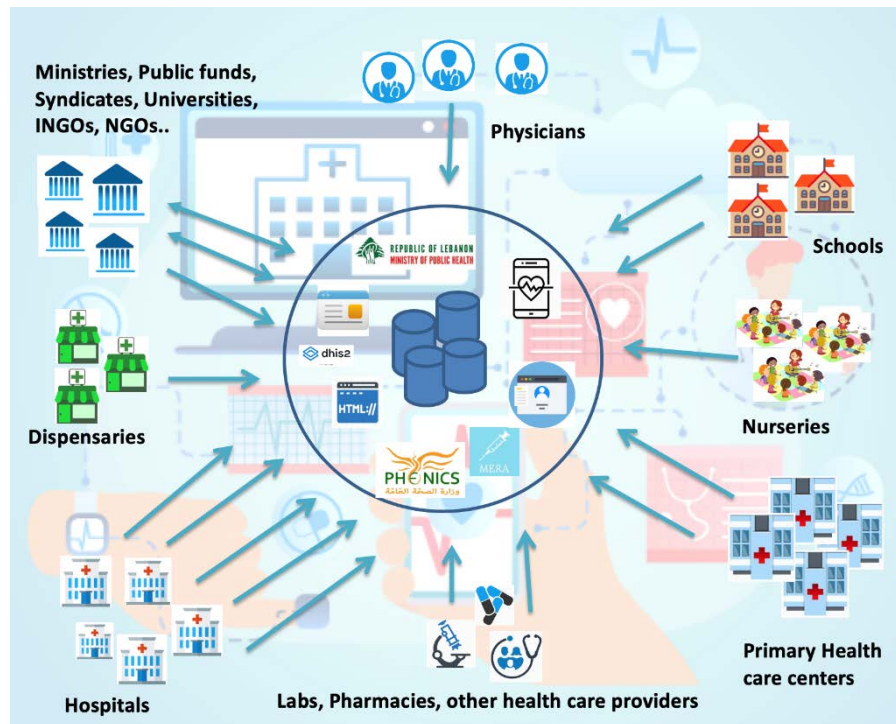 Ministries, Public funds,
Syndicates, Universities,
INGOs, NGOs..
Physicians
Schools
REPUBLIC OF LEBANON
MINISTRY OF PUBLIC HEALTH
dhis2
HTML://
Dispensaries
Nurseries
PHENICS
وزارة الصحة العامة
MERA
Hospitals
Labs, Pharmacies, other health care providers
Primary Health
care centers